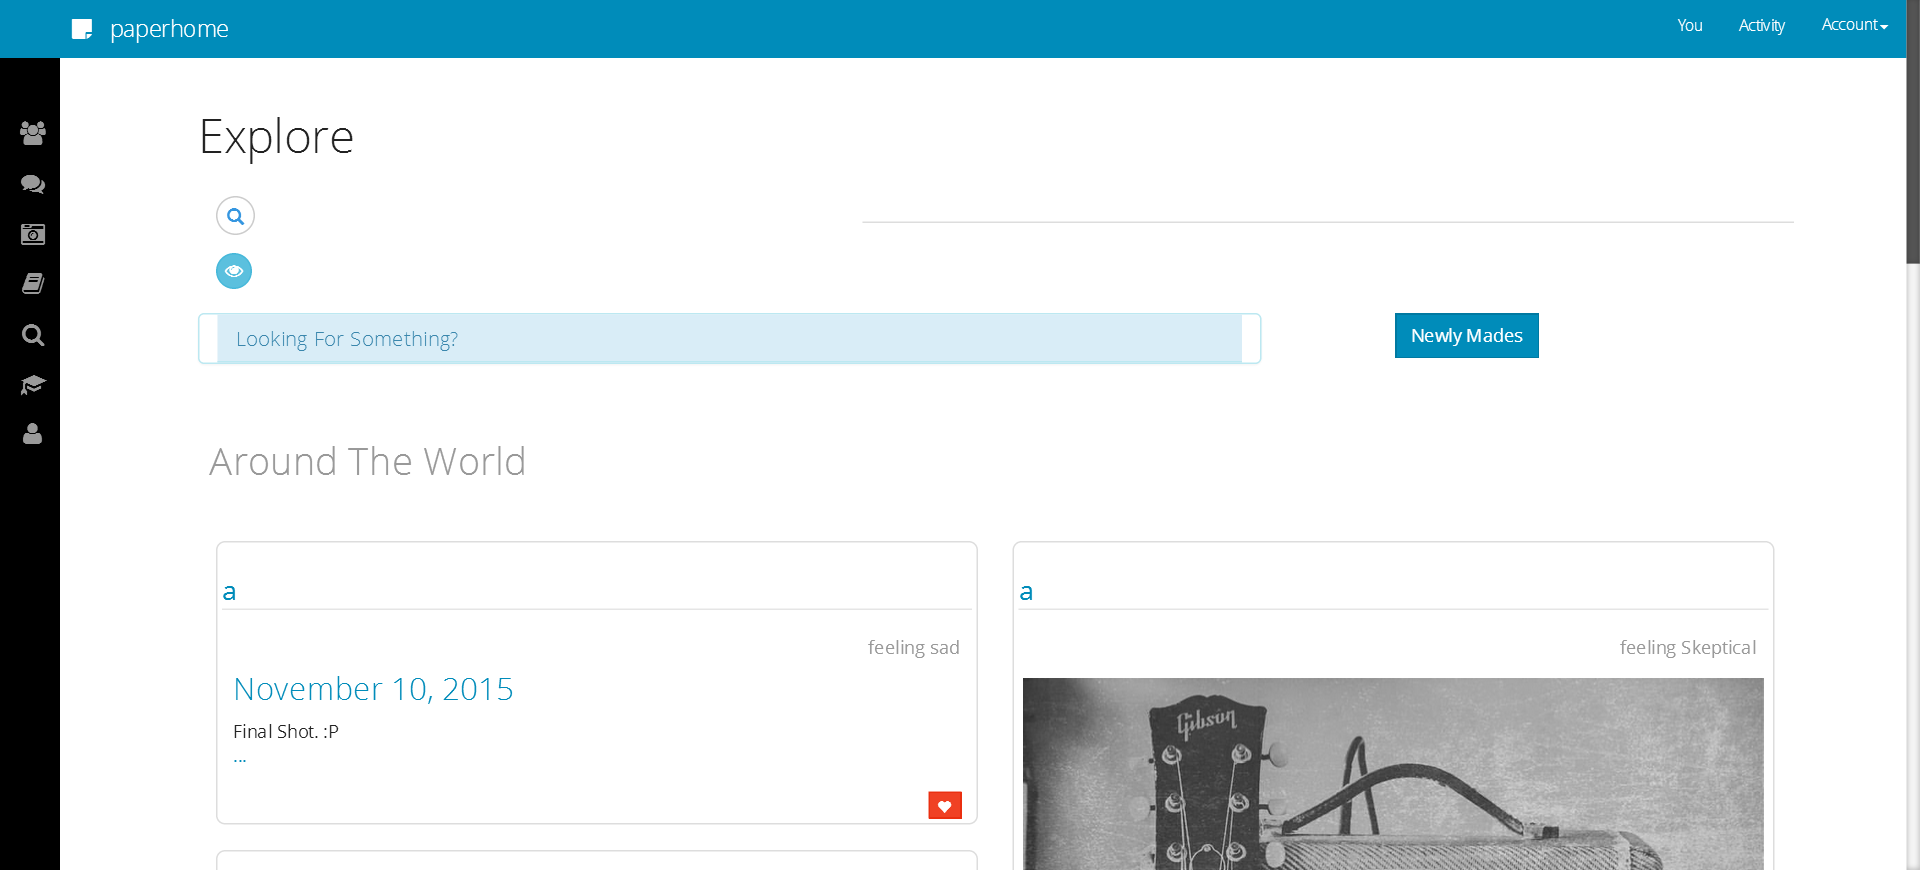 paperhome
You
Activity
Account
Explore
Looking For Something?
Newly Mades
Around The World
a
feeling sad
November 10, 2015
Final Shot. :P
...
a
feeling Skeptical
Gibson